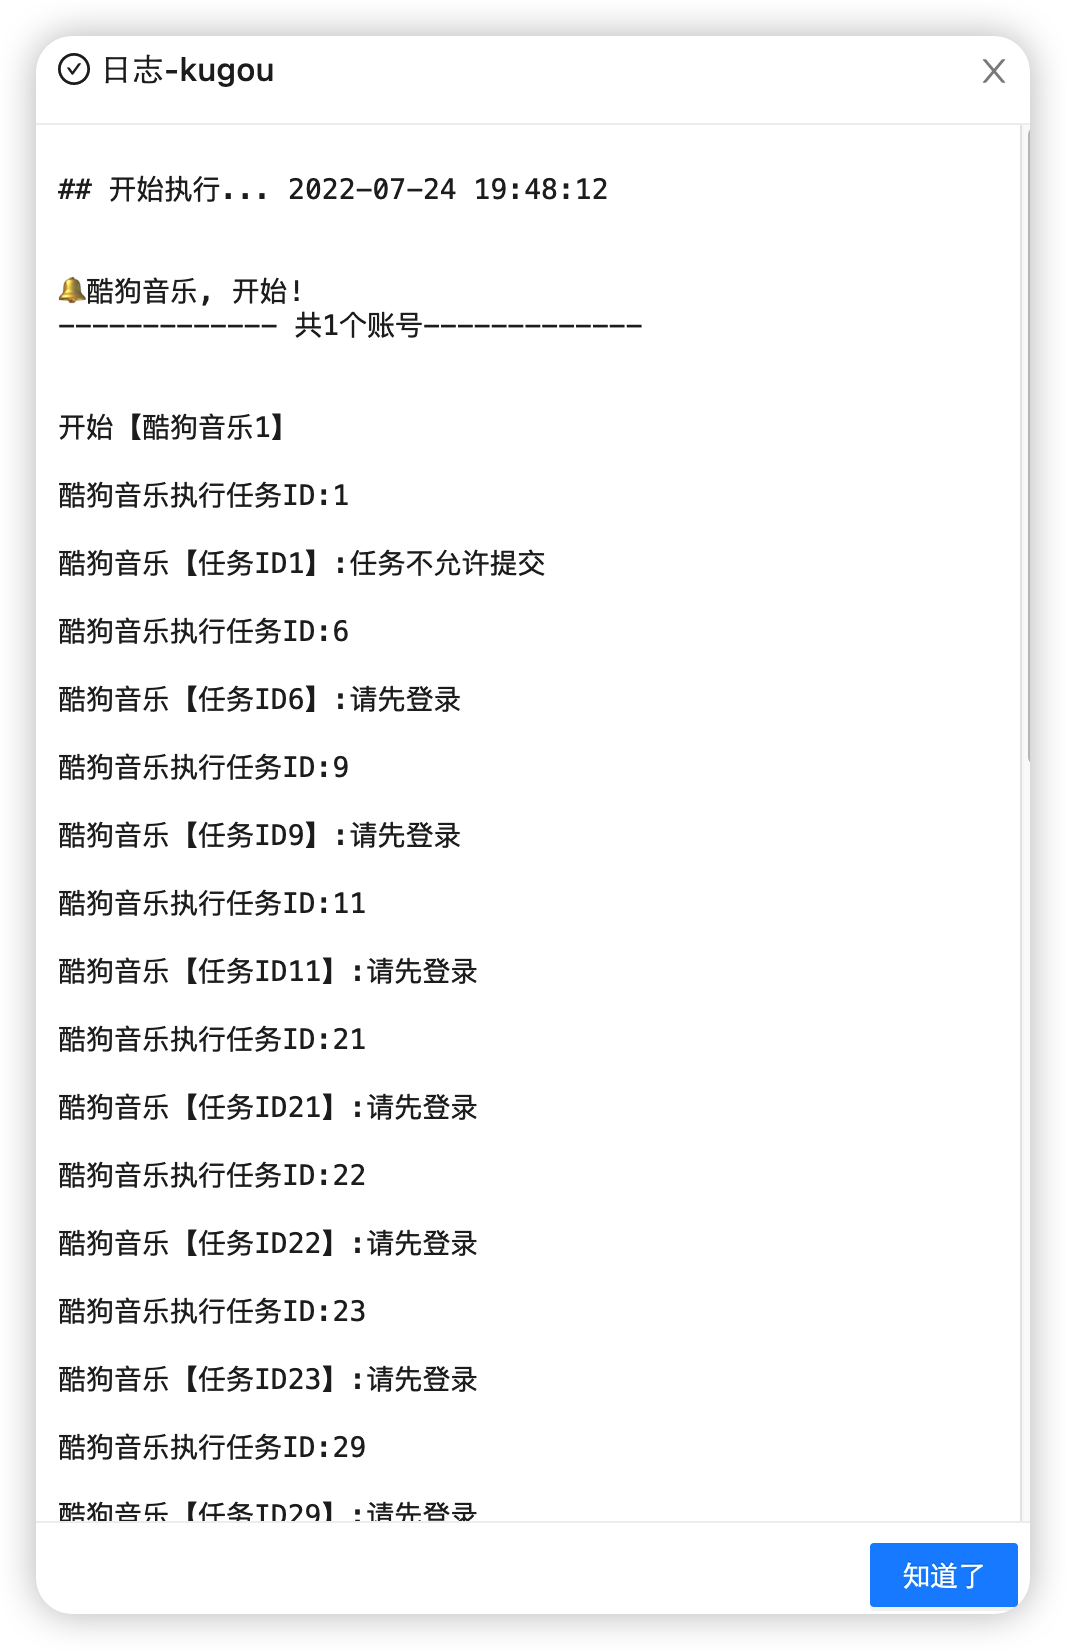 日志-kugou
X
## 开始执行... 2022-07-24 19:48:12
🔔酷狗音乐, 开始!
------------- 共1个账号-------------
开始【酷狗音乐1】
酷狗音乐执行任务ID:1
酷狗音乐【任务ID1】:任务不允许提交
酷狗音乐执行任务ID:6
酷狗音乐【任务ID6】:请先登录
酷狗音乐执行任务ID:9
酷狗音乐【任务ID9】:请先登录
酷狗音乐执行任务ID:11
酷狗音乐【任务ID11】:请先登录
酷狗音乐执行任务ID:21
酷狗音乐【任务ID21】:请先登录
酷狗音乐执行任务ID:22
酷狗音乐【任务ID22】:请先登录
酷狗音乐执行任务ID:23
酷狗音乐【任务ID23】:请先登录
酷狗音乐执行任务ID:29
酷狗音乐【任务ID29】:请先登录
知道了